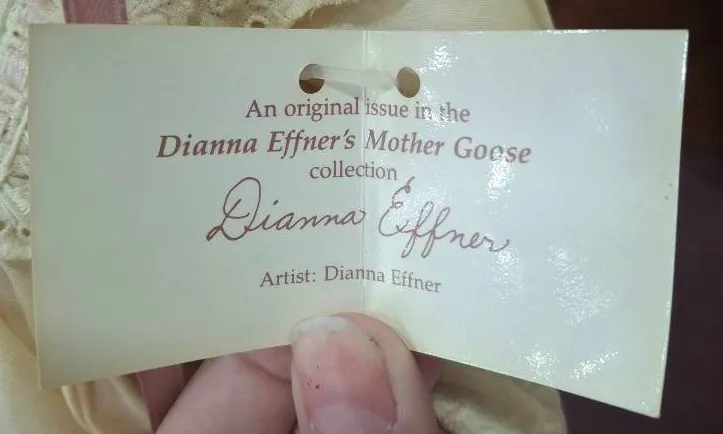 An original issue in the
Dianna Effner's Mother Goose
collection
Dianna Effner
Artist: Dianna Effner